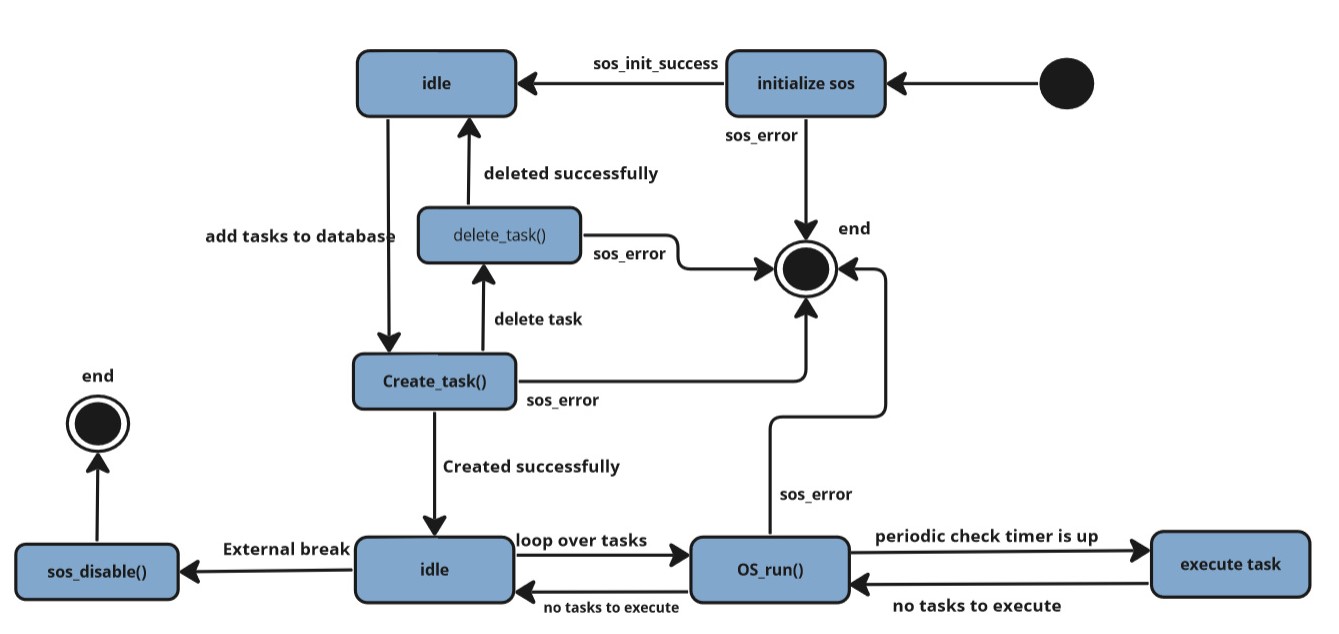 sos_init_success
idle
initialize sos
sos_error
deleted successfully
add tasks to database
delete_task()
end
sos_error
delete task
end
Create_task()
sos_error
Created successfully
sos_error
External break
loop over tasks
periodic check timer is up
sos_disable()
idle
OS_run()
execute task
no tasks to execute
no tasks to execute